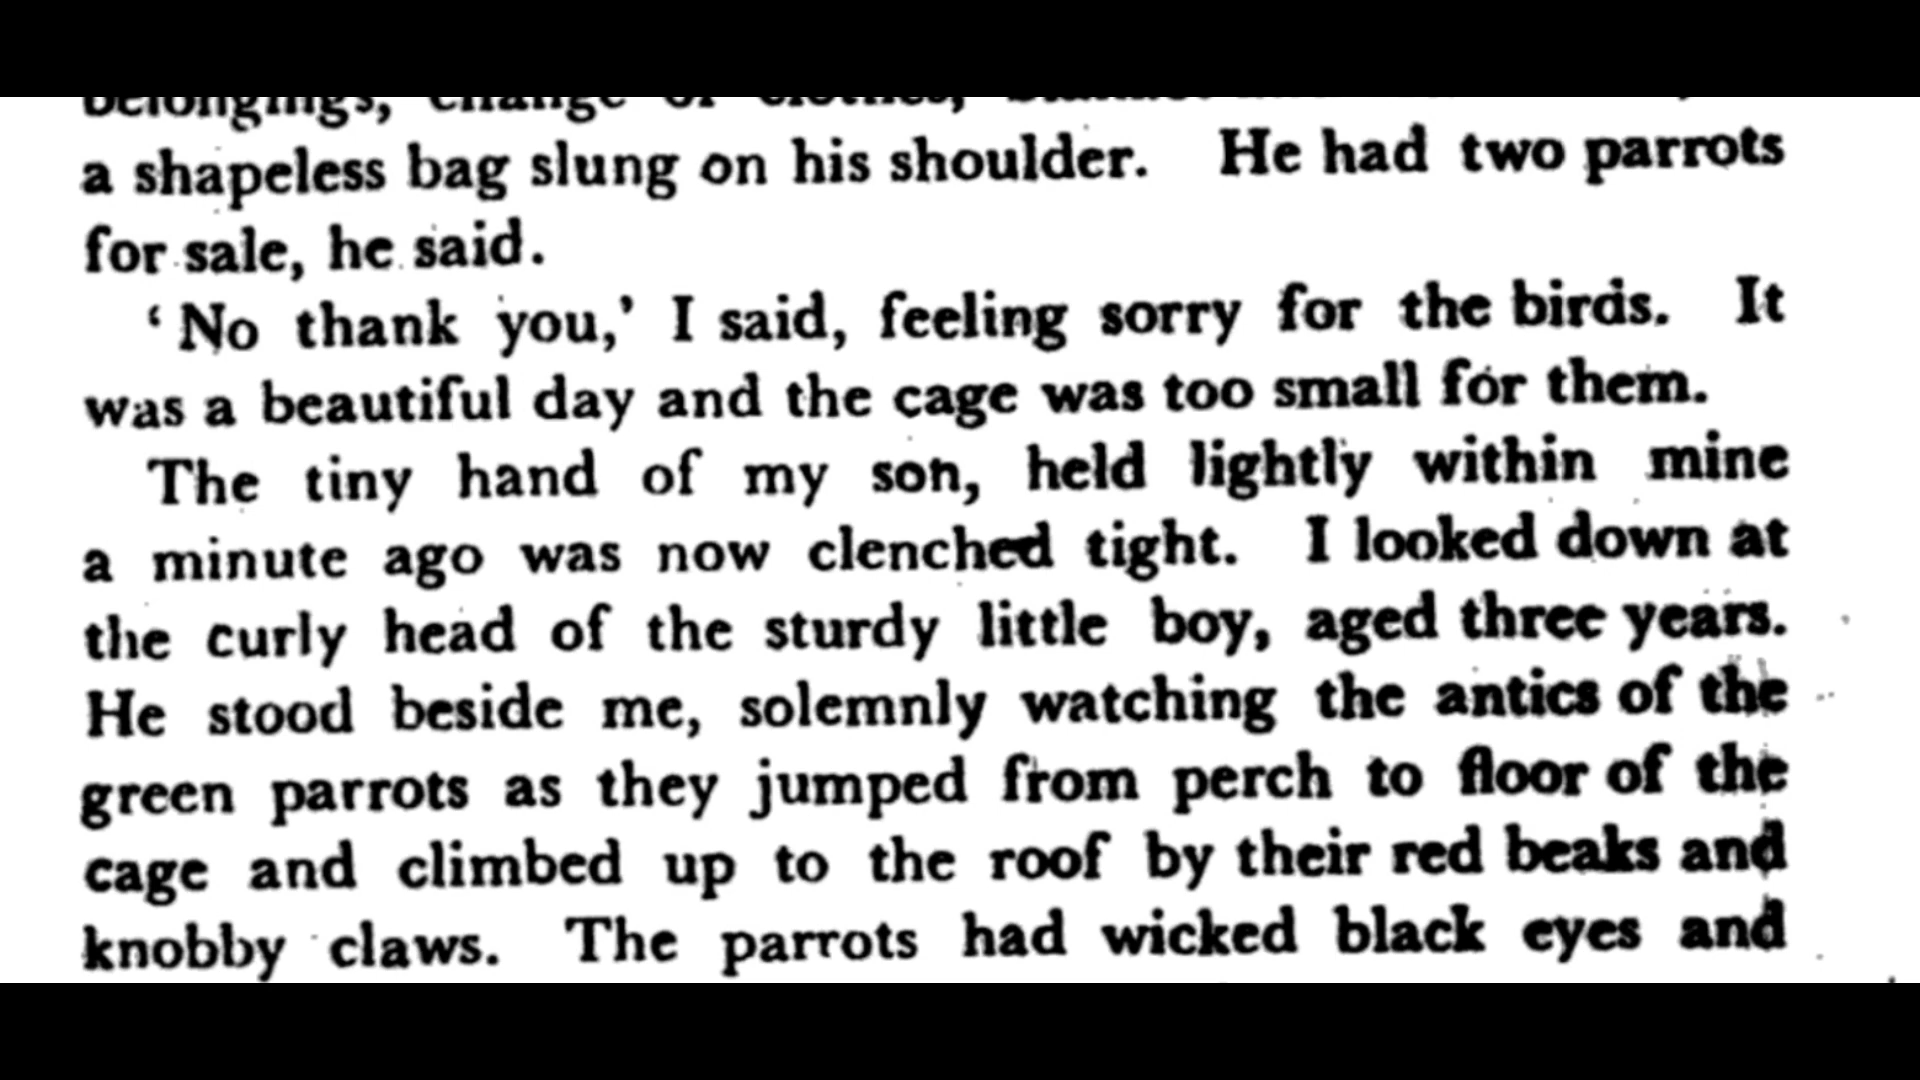 belongings, change of clothes,
a shapeless bag slung on his shoulder. He had two parrots
for sale, he said.
‘No thank you,’ I said, feeling sorry for the birds. It
was a beautiful day and the cage was too small for them.
The tiny hand of my son, held lightly within mine
a minute ago was now clenched tight. I looked down at
the curly head of the sturdy little boy, aged three years.
He stood beside me, solemnly watching the antics of the
green parrots as they jumped from perch to floor of the
cage and climbed up to the roof by their red beaks and
knobby claws. The parrots had wicked black eyes and